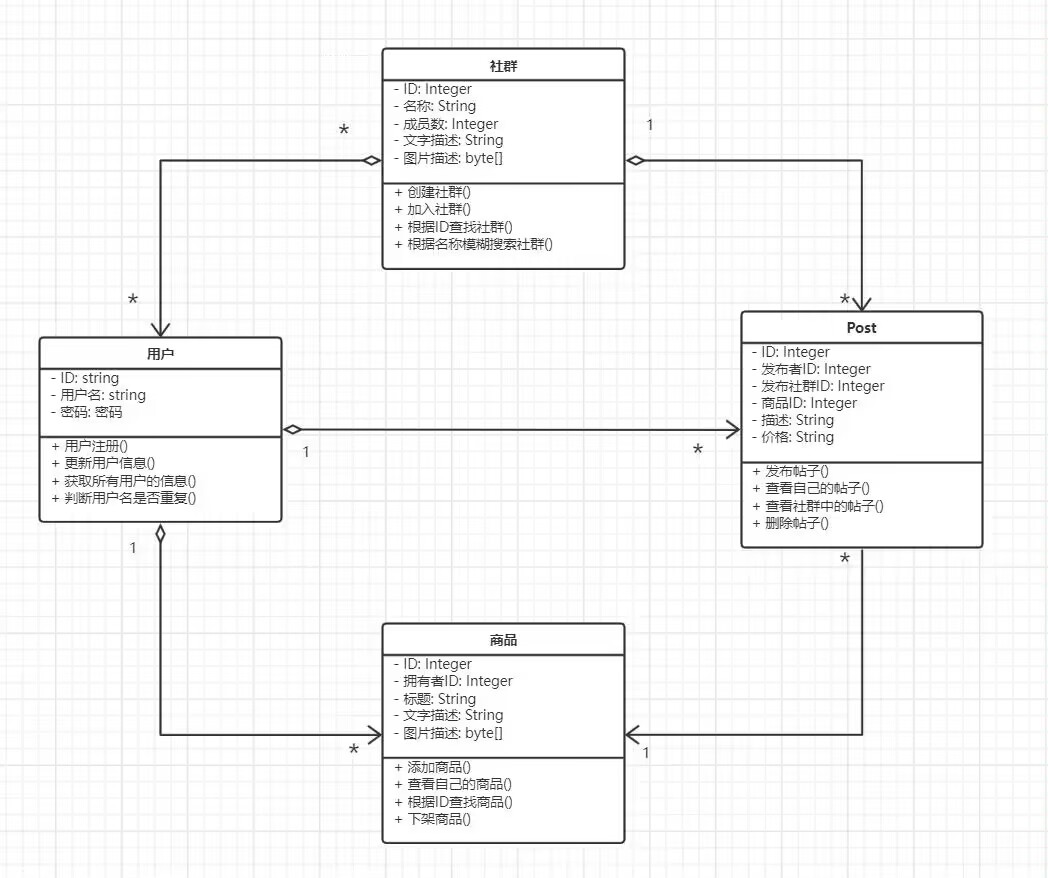 社群
- ID: Integer
- 名称: String
- 成员数: Integer
- 文字描述: String
- 图片描述: byte[]
+ 创建社群()
+ 加入社群()
+ 根据ID查找社群()
+ 根据名称模糊搜索社群()
*
1
*
*
用户
- ID: string
- 用户名: string
- 密码: 密码
+ 用户注册()
+ 更新用户信息()
+ 获取所有用户的信息()
+ 判断用户名是否重复()
1
*
1
Post
- ID: Integer
- 发布者ID: Integer
- 发布社群ID: Integer
- 商品ID: Integer
- 描述: String
- 价格: String
+ 发布帖子()
+ 查看自己的帖子()
+ 查看社群中的帖子()
+ 删除帖子()
*
商品
- ID: Integer
- 拥有者ID: Integer
- 标题: String
- 文字描述: String
- 图片描述: byte[]
+ 添加商品()
+ 查看自己的商品()
+ 根据ID查找商品()
+ 下架商品()
*
1